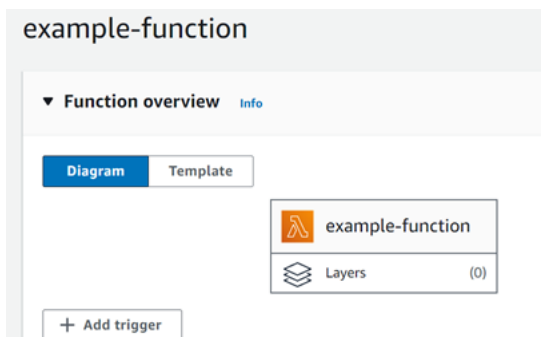 example-function
Function overview Info
Diagram Template
example-function
Layers (0)
+ Add trigger